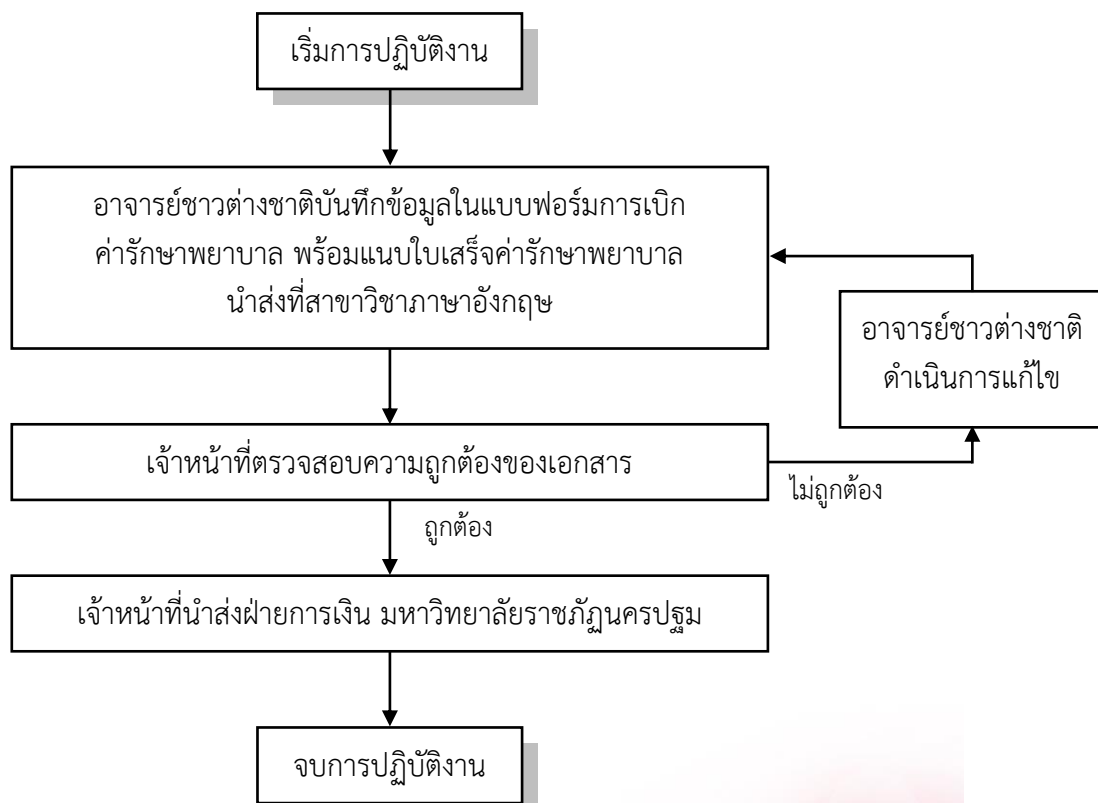 เริ่มการปฏิบัติงาน
อาจารย์ชาวต่างชาติบันทึกข้อมูลในแบบฟอร์มการเบิก
ค่ารักษาพยาบาล พร้อมแนบใบเสร็จค่ารักษาพยาบาล
นำส่งที่สาขาวิชาภาษาอังกฤษ
อาจารย์ชาวต่างชาติ
ดำเนินการแก้ไข
เจ้าหน้าที่ตรวจสอบความถูกต้องของเอกสาร
ไม่ถูกต้อง
ถูกต้อง
เจ้าหน้าที่นำส่งฝ่ายการเงิน มหาวิทยาลัยราชภัฏนครปฐม
จบการปฏิบัติงาน